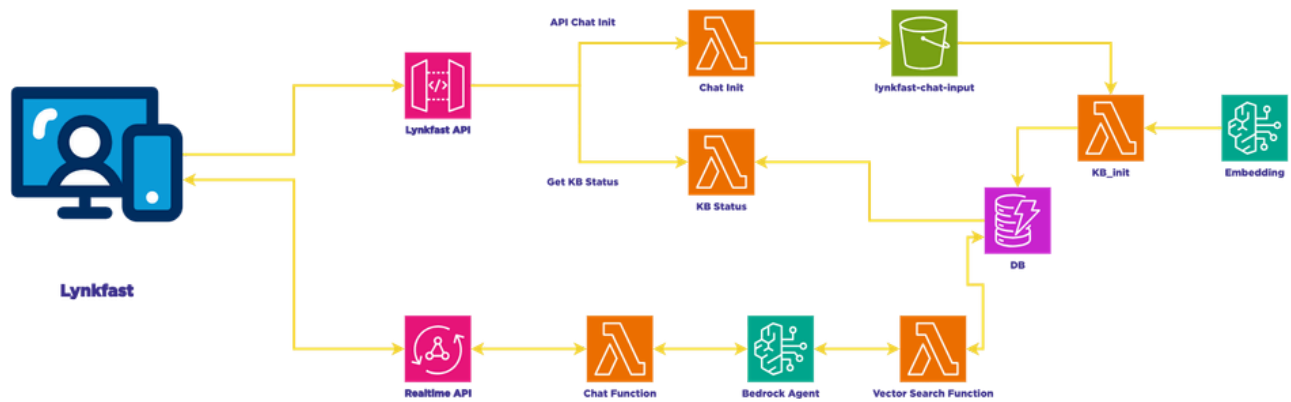 API Chat Init
Chat Init
lynkfast-chat-input
Lynkfast API
KB_init
Embedding
Get KB Status
KB Status
DB
Lynkfast
Realtime API
Chat Function
Bedrock Agent
Vector Search Function